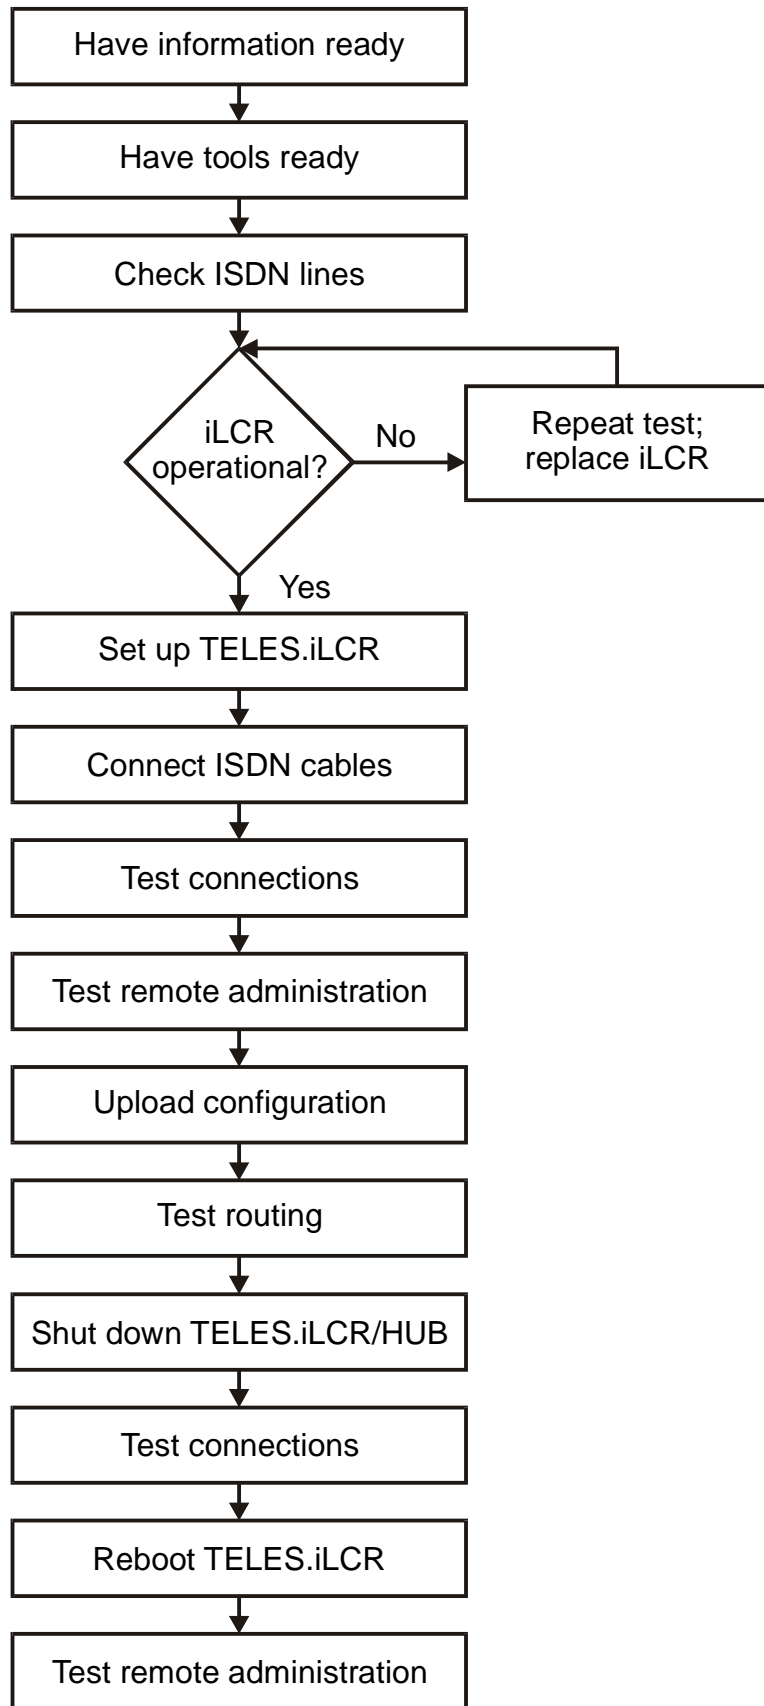 Have information ready
Have tools ready
Check ISDN lines
iLCR
operational?
No
Repeat test;
replace iLCR
Yes
Set up TELES.iLCR
Connect ISDN cables
Test connections
Test remote administration
Upload configuration
Test routing
Shut down TELES.iLCR/HUB
Test connections
Reboot TELES.iLCR
Test remote administration